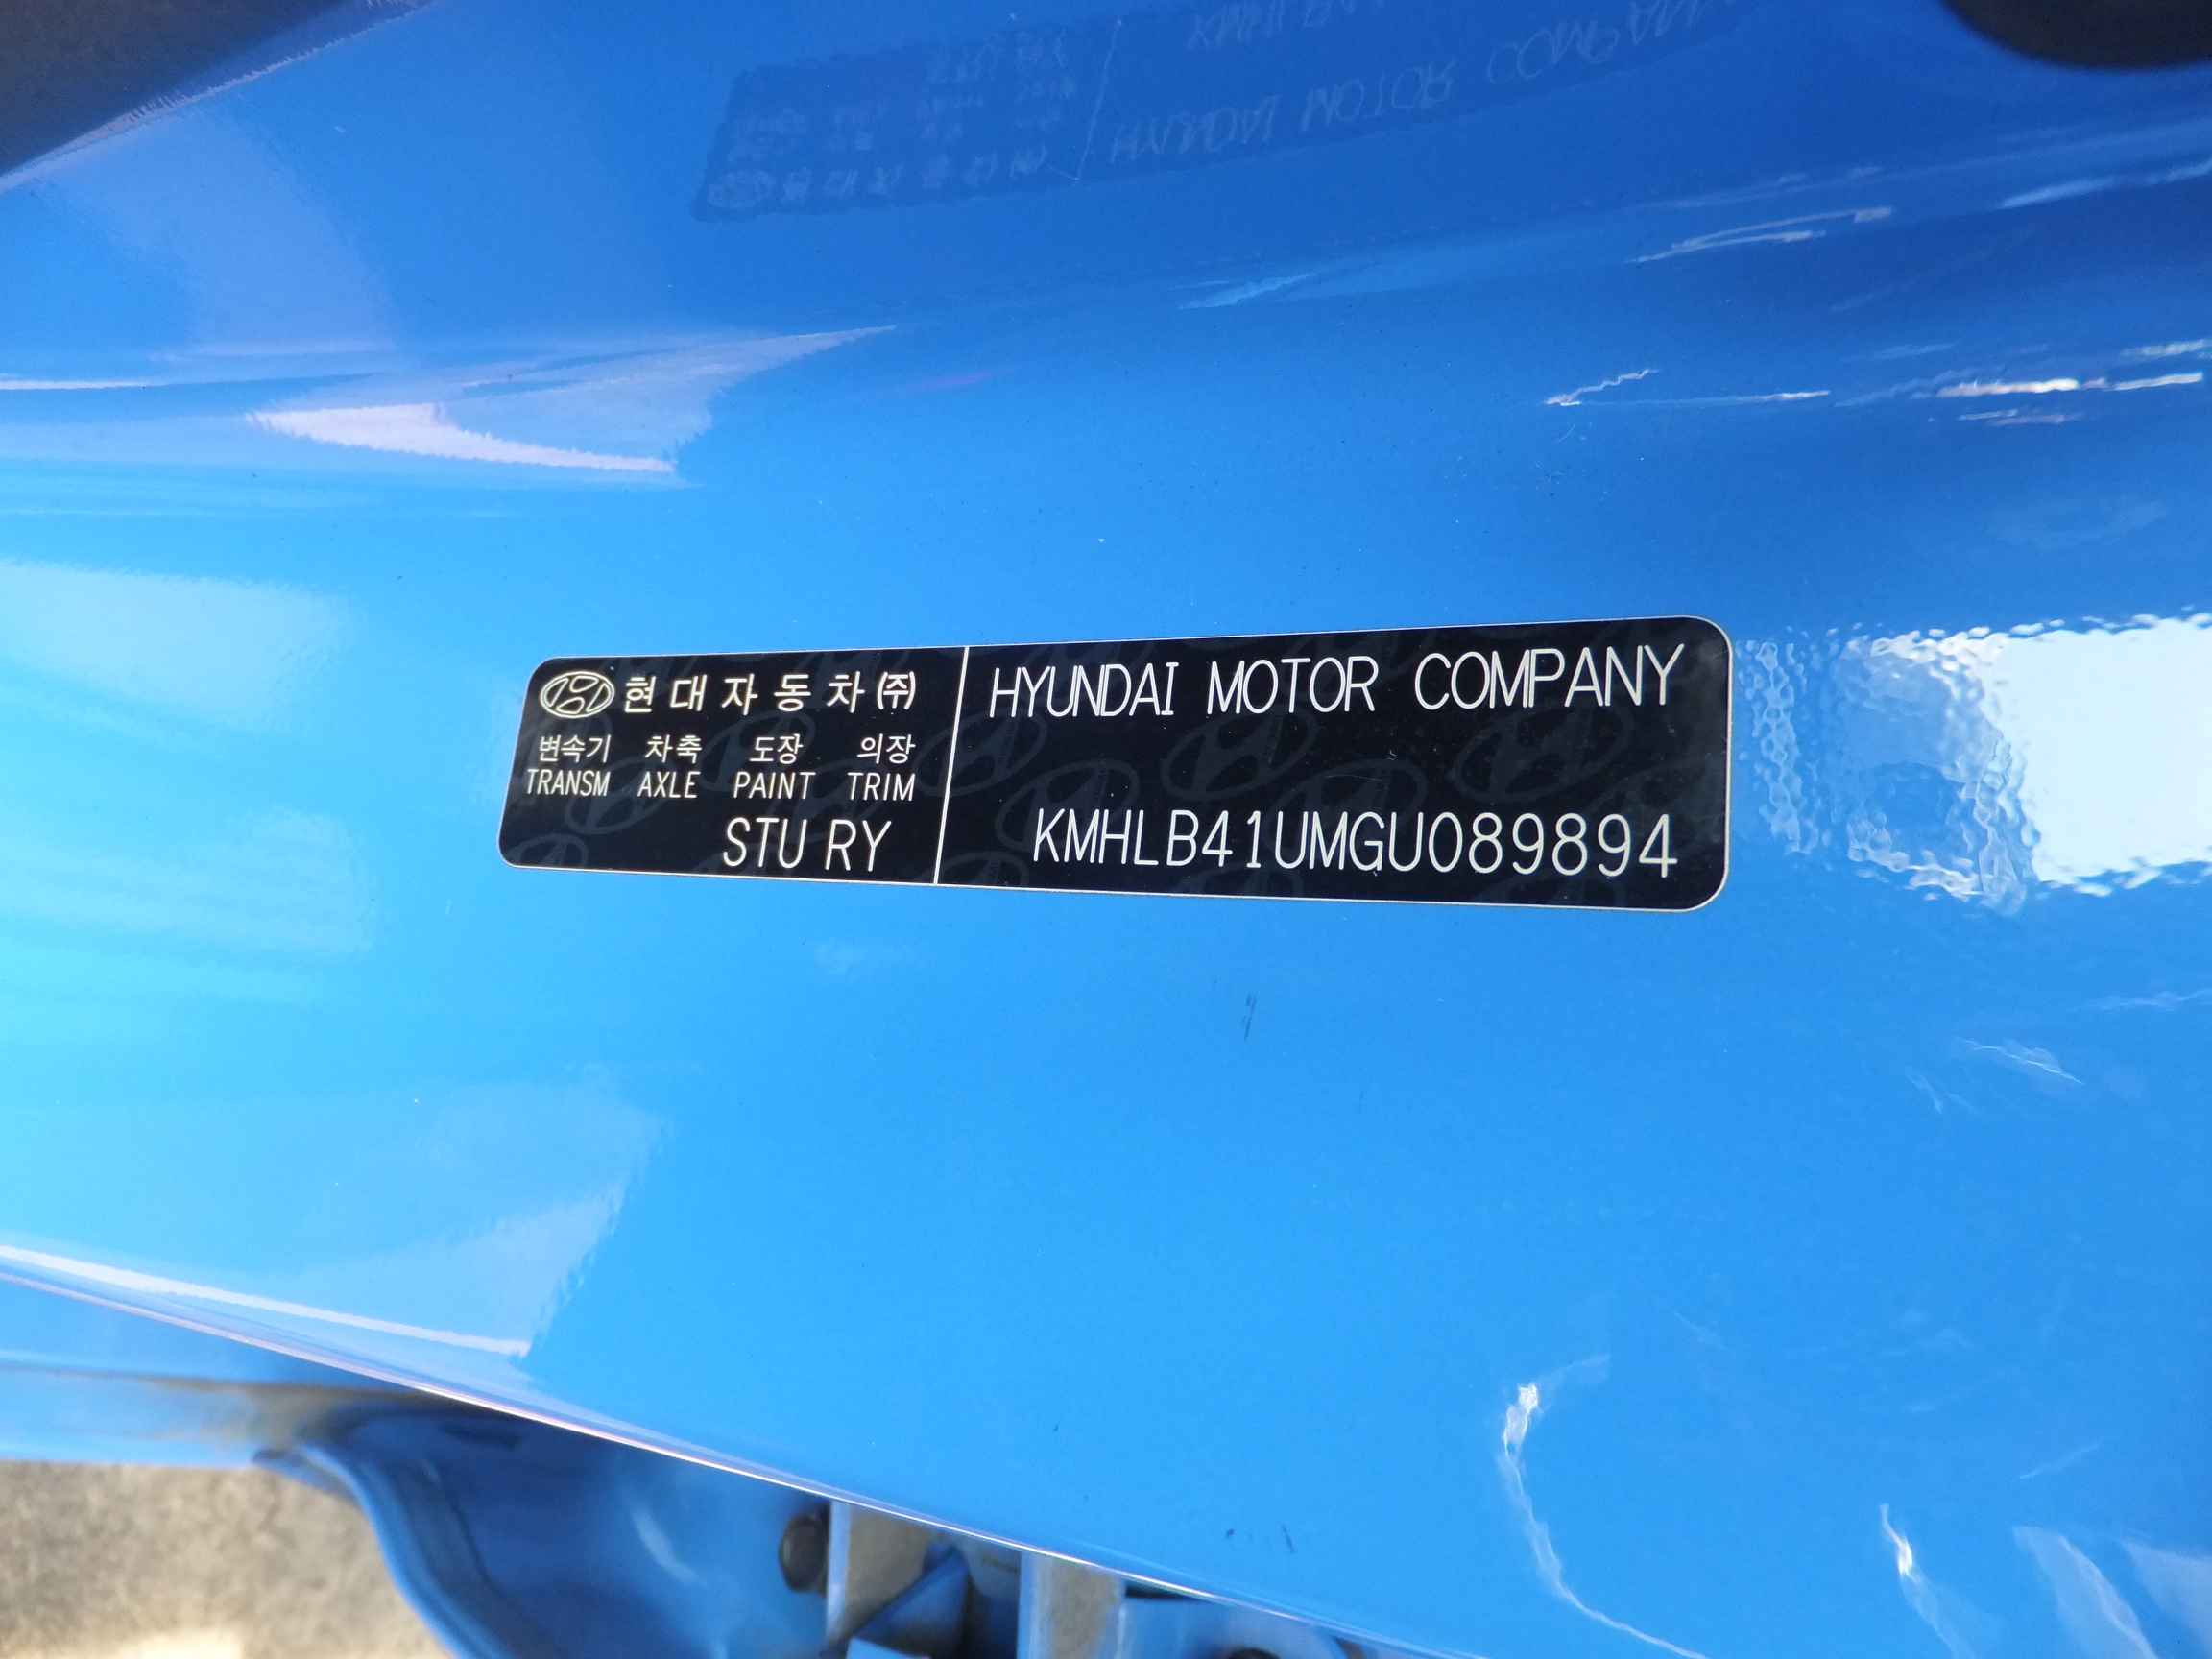 현대자동차(주)
변속기 차축 도장 의장
TRANSM AXLE PAINT TRIM
STU RY
HYUNDAI MOTOR COMPANY
KMHLB41UMGU089894